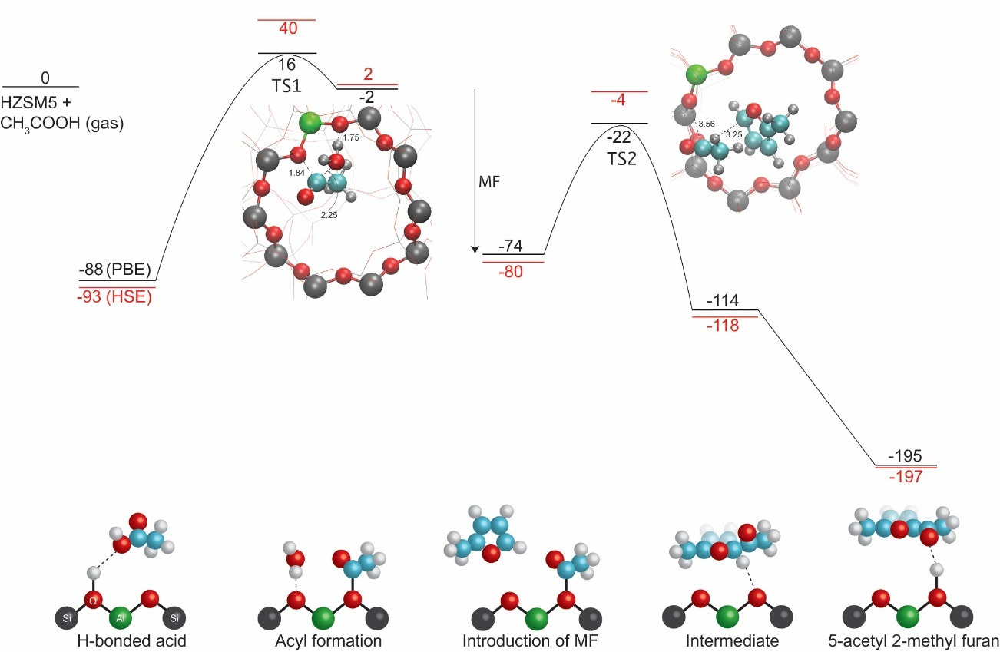 40
16
TS1
0
HZSM5 +
CH₃COOH (gas)
2
-2
1.75
1.84
2.25
-88 (PBE)
-93 (HSE)
MF
-74
-80
-4
-22
TS2
3.56
3.25
-114
-118
-195
-197
Si
O
Al
Si
H-bonded acid
Acyl formation
Introduction of MF
Intermediate
5-acetyl 2-methyl furan